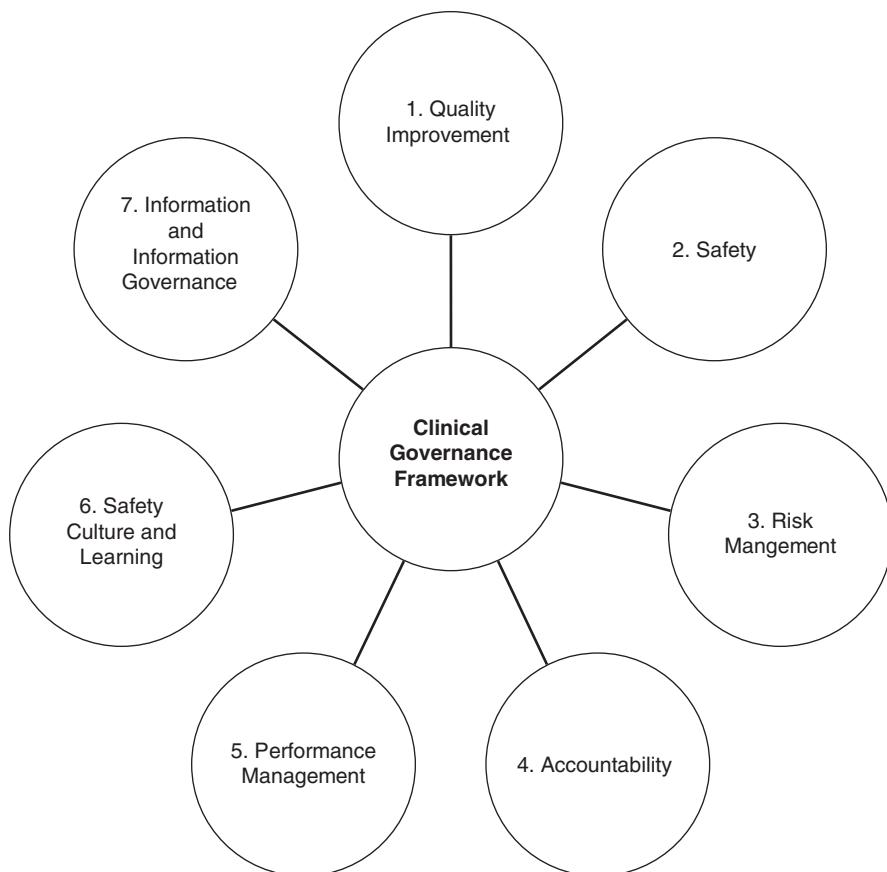 1. Quality
Improvement
2. Safety
3. Risk
Mangement
4. Accountability
5. Performance
Management
6. Safety
Culture and
Learning
7. Information
and
Information
Governance
Clinical
Governance
Framework